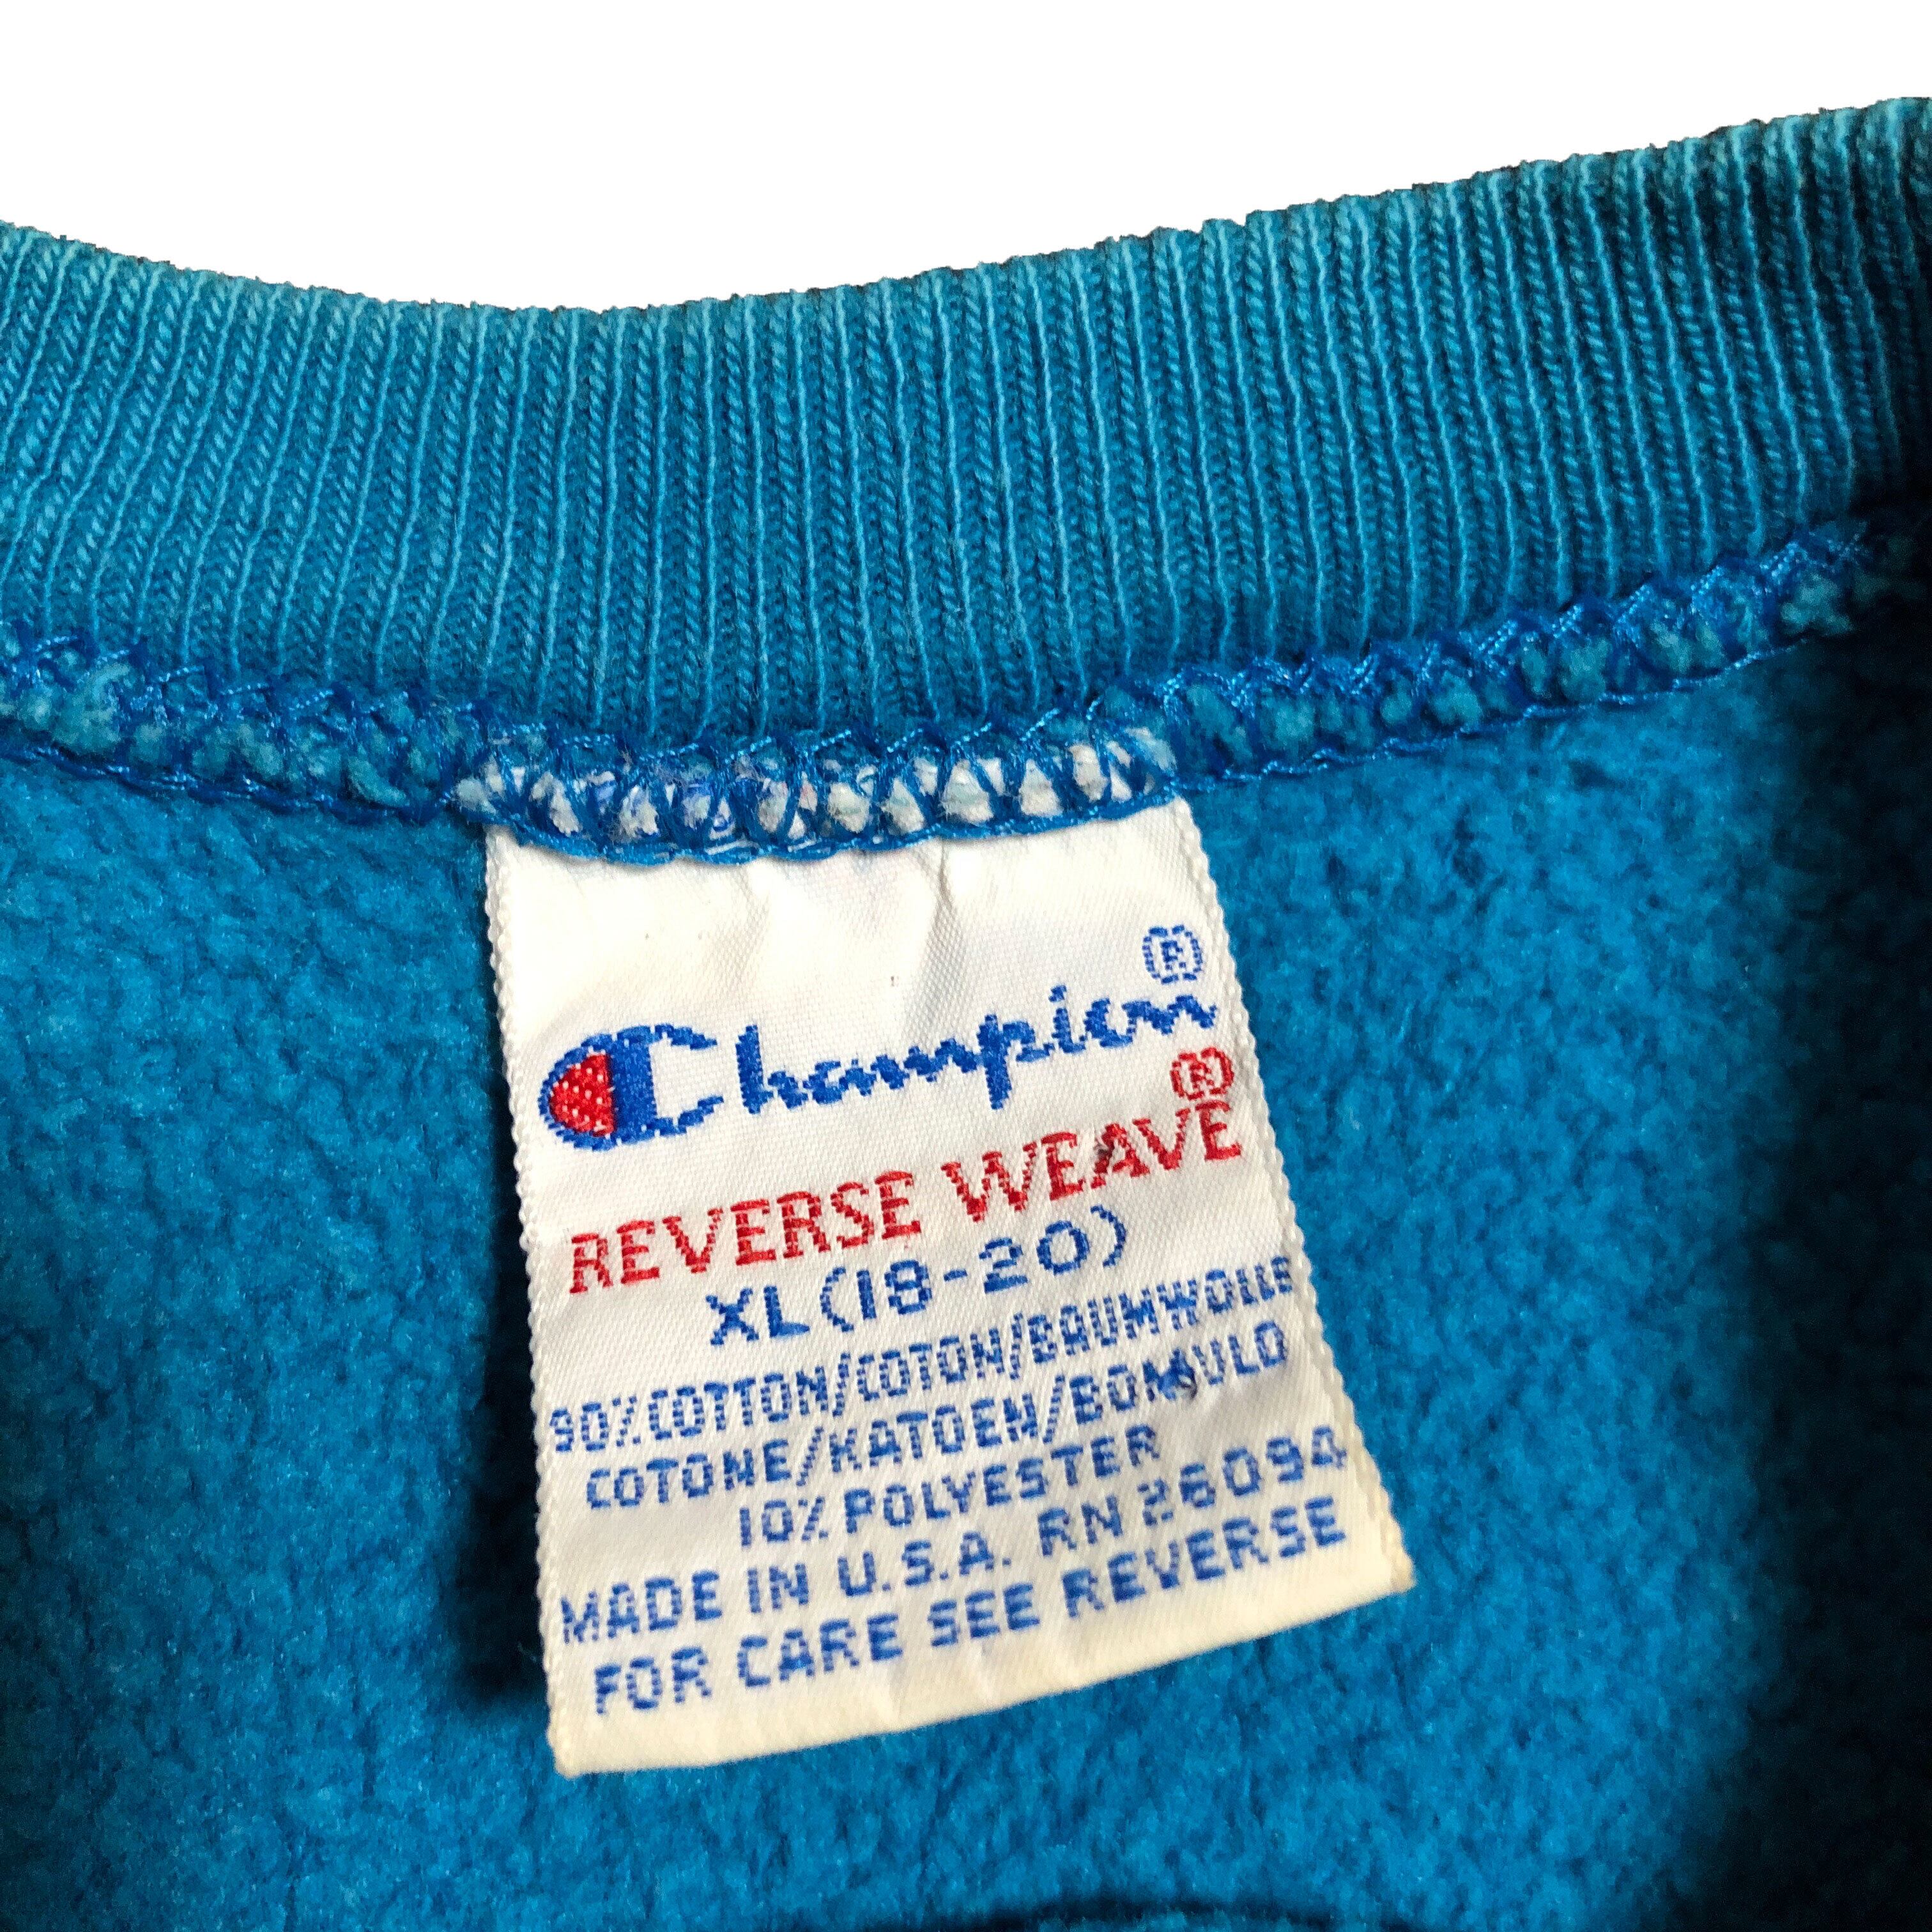 Champion®
REVERSE WEAVE®
XL(18-20)
90%COTTON/COTON/BAUMWOLLE
COTONE/KATOEN/BOMULD
10% POLYESTER
MADE IN U.S.A. RN 26094
FOR CARE SEE REVERSE